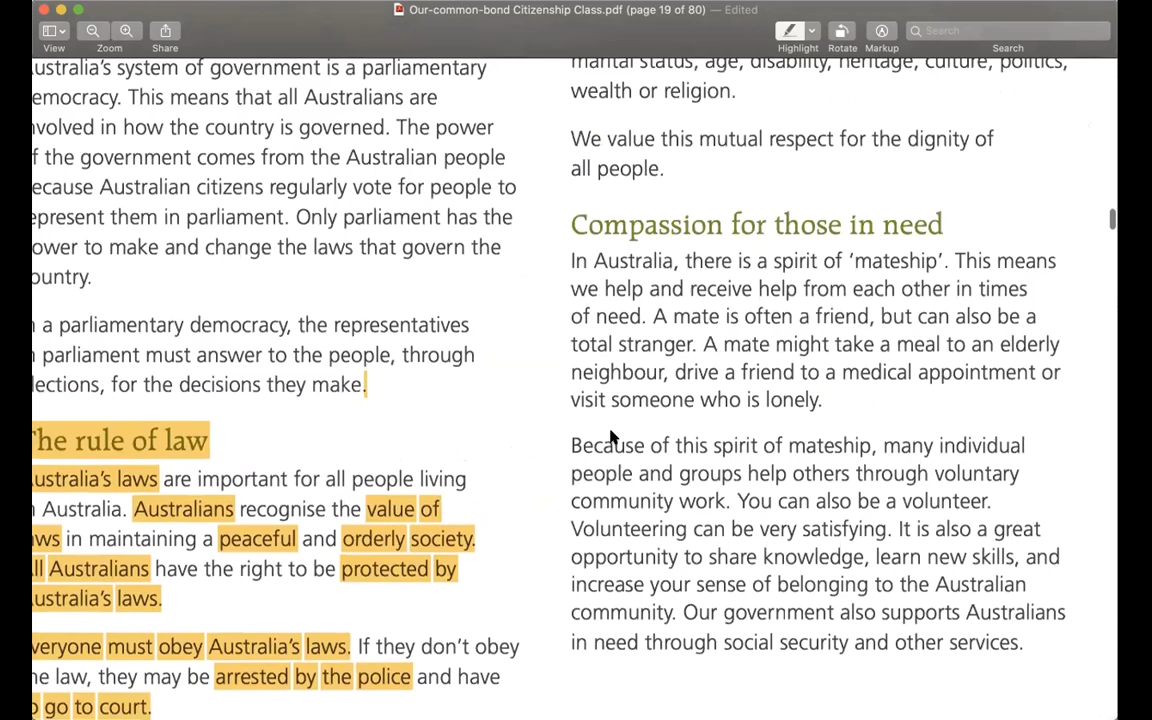 Our-common-bond Citizenship Class.pdf (page 19 of 80) — Edited
View
Zoom
Share
Highlight
Rotate
Markup
Search
Search
ustralia's system of government is a parliamentary
emocracy. This means that all Australians are
nvolved in how the country is governed. The power
f the government comes from the Australian people
ecause Australian citizens regularly vote for people to
epresent them in parliament. Only parliament has the
ower to make and change the laws that govern the
ountry.
n a parliamentary democracy, the representatives
n parliament must answer to the people, through
lections, for the decisions they make.
The rule of law
ustralia's laws are important for all people living
n Australia. Australians recognise the value of
ws in maintaining a peaceful and orderly society.
ll Australians have the right to be protected by
ustralia's laws.
veryone must obey Australia's laws. If they don't obey
he law, they may be arrested by the police and have
o go to court.
marital status, age, disability, heritage, culture, politics,
wealth or religion.
We value this mutual respect for the dignity of
all people.
Compassion for those in need
In Australia, there is a spirit of 'mateship'. This means
we help and receive help from each other in times
of need. A mate is often a friend, but can also be a
total stranger. A mate might take a meal to an elderly
neighbour, drive a friend to a medical appointment or
visit someone who is lonely.
Because of this spirit of mateship, many individual
people and groups help others through voluntary
community work. You can also be a volunteer.
Volunteering can be very satisfying. It is also a great
opportunity to share knowledge, learn new skills, and
increase your sense of belonging to the Australian
community. Our government also supports Australians
in need through social security and other services.